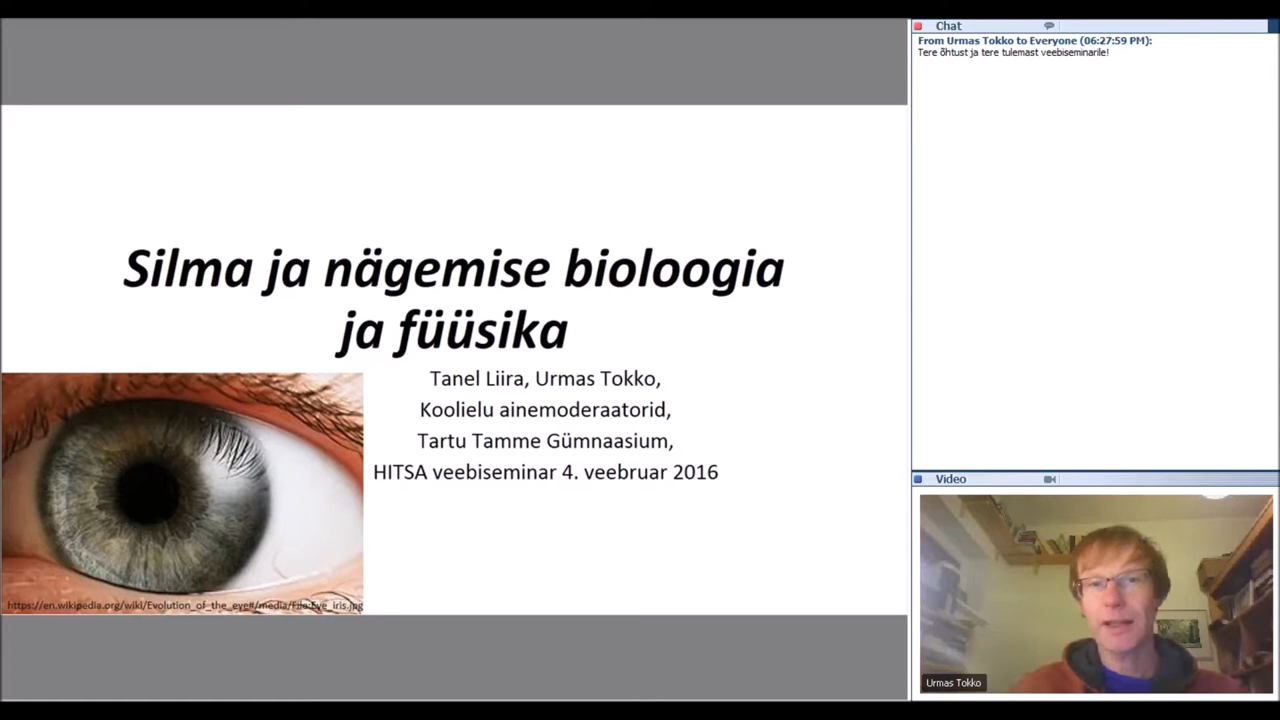 Silma ja nägemise bioloogia
ja füüsika
Tanel Liira, Urmas Tokko,
Koolielu ainemoderaatorid,
Tartu Tamme Gümnaasium,
HITSA veebiseminar 4. veebruar 2016
https://en.wikipedia.org/wiki/Evolution_of_the_eye#/media/File:Eye_iris.jpg
Chat
From Urmas Tokko to Everyone (06:27:59 PM):
Tere õhtust ja tere tulemast veebiseminarile!
Video
Urmas Tokko